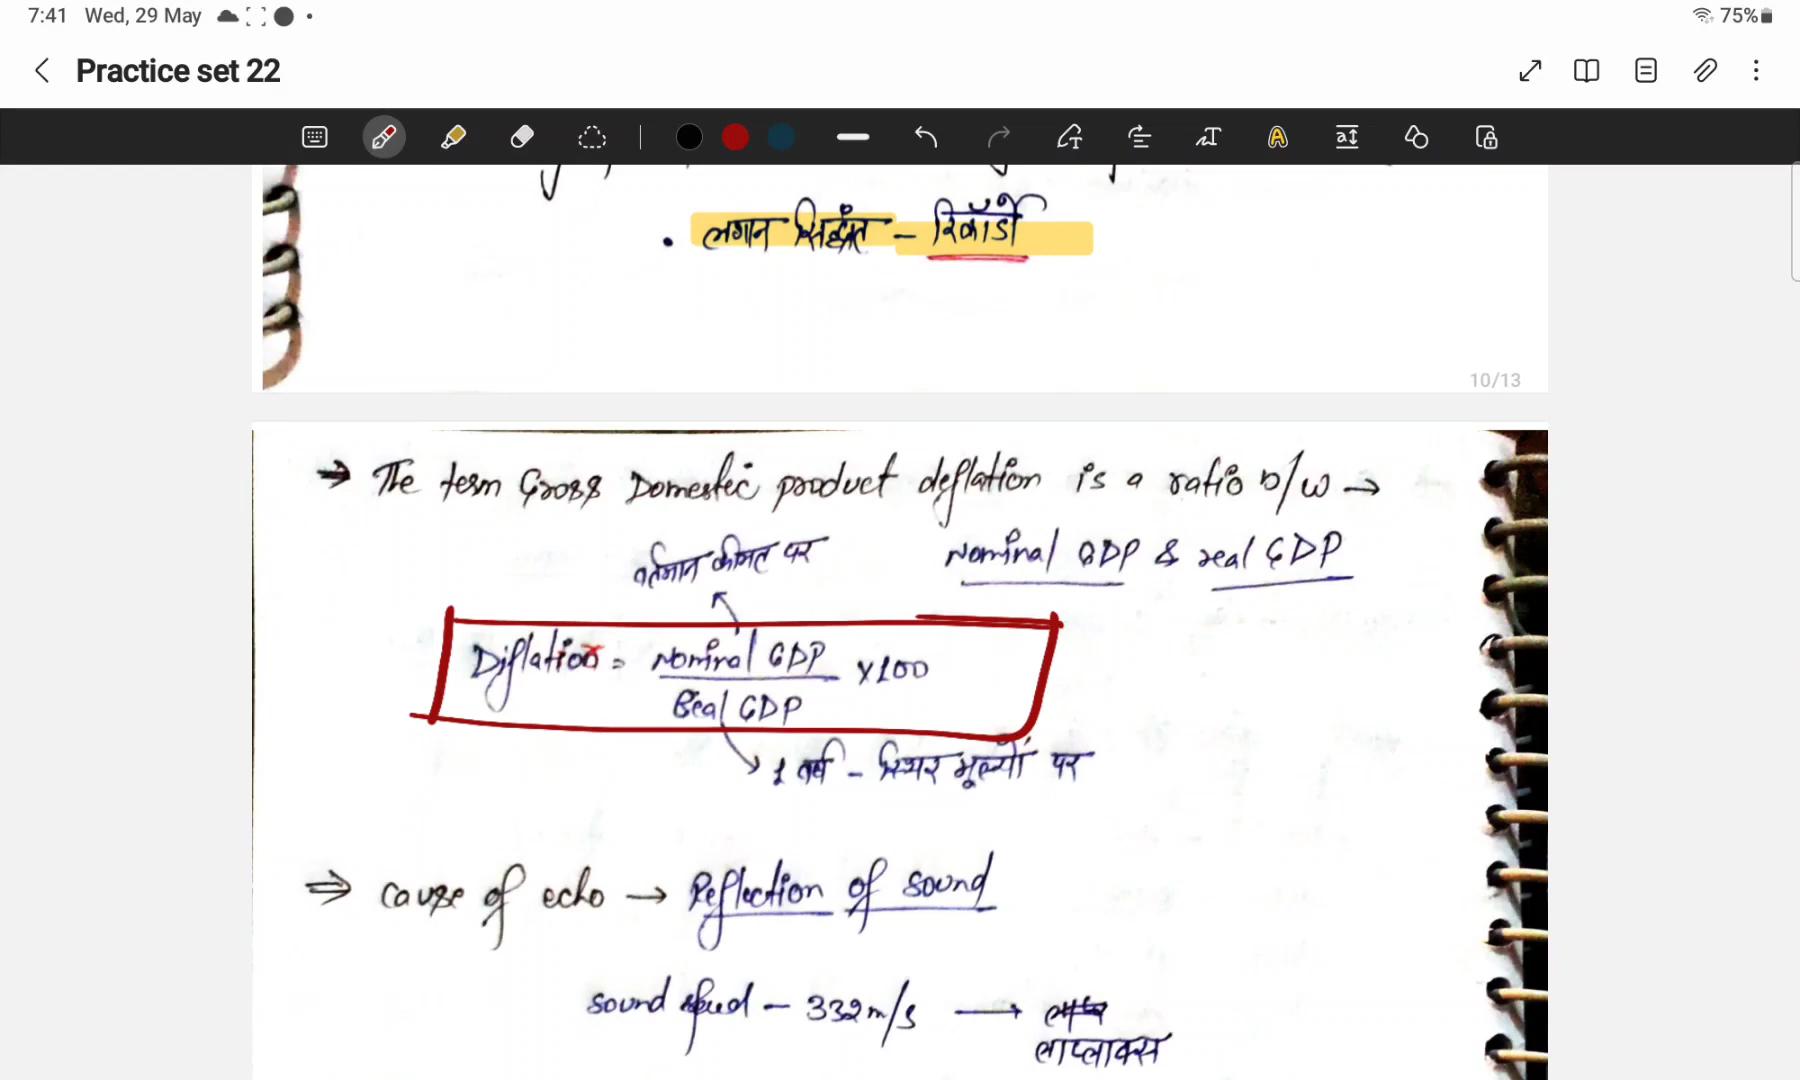 7:41 Wed, 29 May
75%
Practice set 22
• लगान सिद्धांत – रिकॉर्डो
10/13
→ The term Gross Domestic product deflation is a ratio b/w →
वर्तमान कीमत पर
Nominal GDP & real GDP
Diflation = Nominal GDP × 100
Real GDP
1 वर्ष – स्थिर मूल्यों पर
⇒ cause of echo → Reflection of sound
sound speed – 332 m/s →
लाप्लाक्स